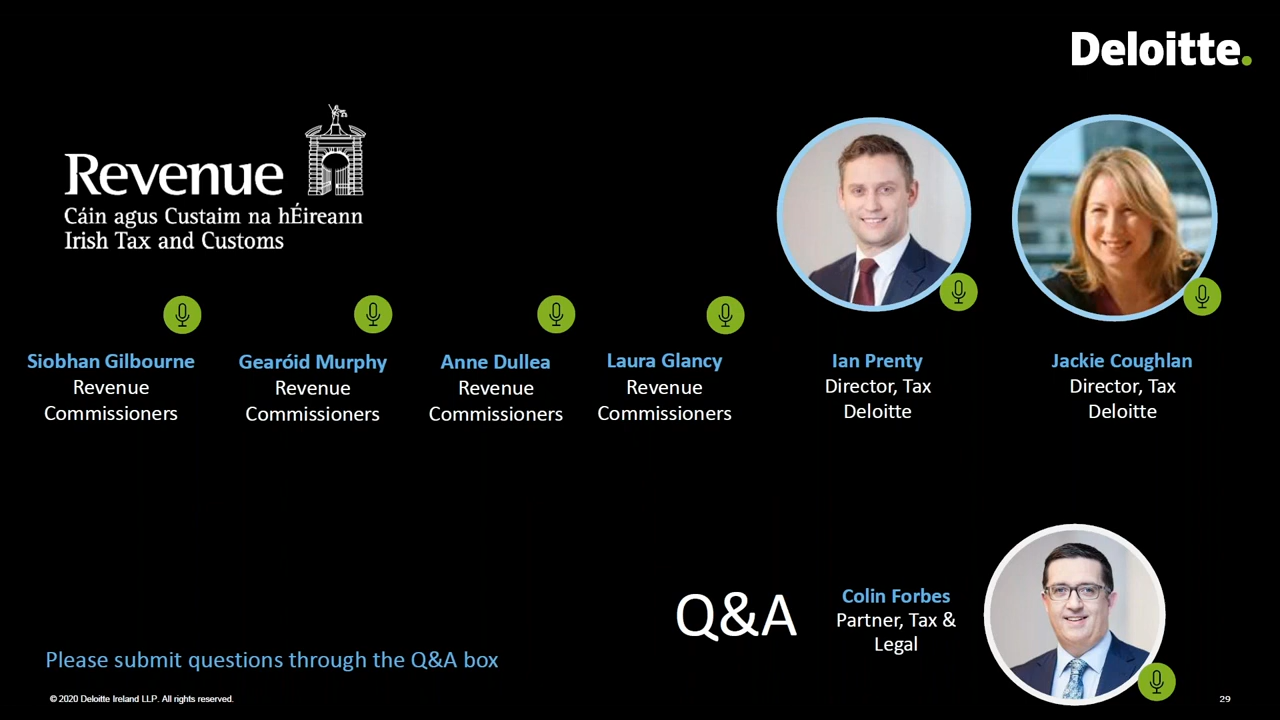 Deloitte.
Revenue
Cáin agus Custaim na hÉireann
Irish Tax and Customs
Siobhan Gilbourne
Revenue
Commissioners
Gearóid Murphy
Revenue
Commissioners
Anne Dullea
Revenue
Commissioners
Laura Glancy
Revenue
Commissioners
Ian Prenty
Director, Tax
Deloitte
Jackie Coughlan
Director, Tax
Deloitte
Q&A
Colin Forbes
Partner, Tax &
Legal
Please submit questions through the Q&A box
© 2020 Deloitte Ireland LLP. All rights reserved.
29